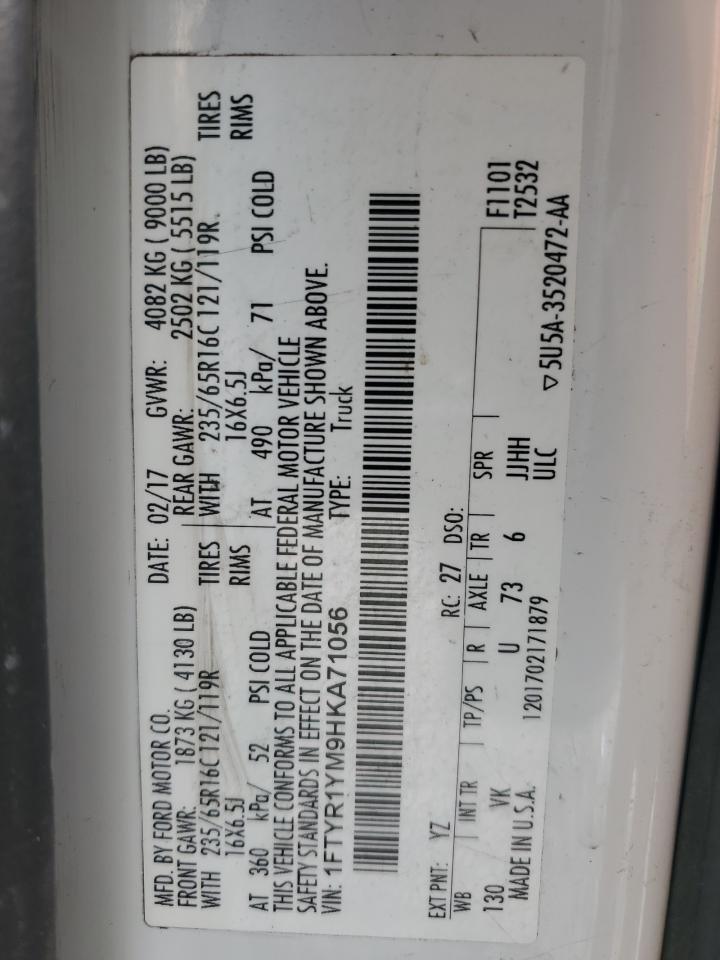 MFD. BY FORD MOTOR CO. DATE: 02/17 GVWR: 4082 KG ( 9000 LB)
FRONT GAWR: 1873 KG ( 4130 LB) REAR GAWR: 2502 KG ( 5515 LB)
WITH 235/65R16C 121/119R TIRES WITH 235/65R16C 121/119R TIRES
16X6.5J RIMS 16X6.5J RIMS
AT 360 kPa/ 52 PSI COLD AT 490 kPa/ 71 PSI COLD
THIS VEHICLE CONFORMS TO ALL APPLICABLE FEDERAL MOTOR VEHICLE
SAFETY STANDARDS IN EFFECT ON THE DATE OF MANUFACTURE SHOWN ABOVE.
VIN: 1FTYR1YM9HKA71056 TYPE: Truck
EXT PNT: YZ RC: 27 DSO:
WB INT TR TP/PS R AXLE TR SPR F1101
130 VK U 73 6 JJHH T2532
MADE IN U.S.A. 1201702171879 ULC ▽ 5U5A-3520472-AA